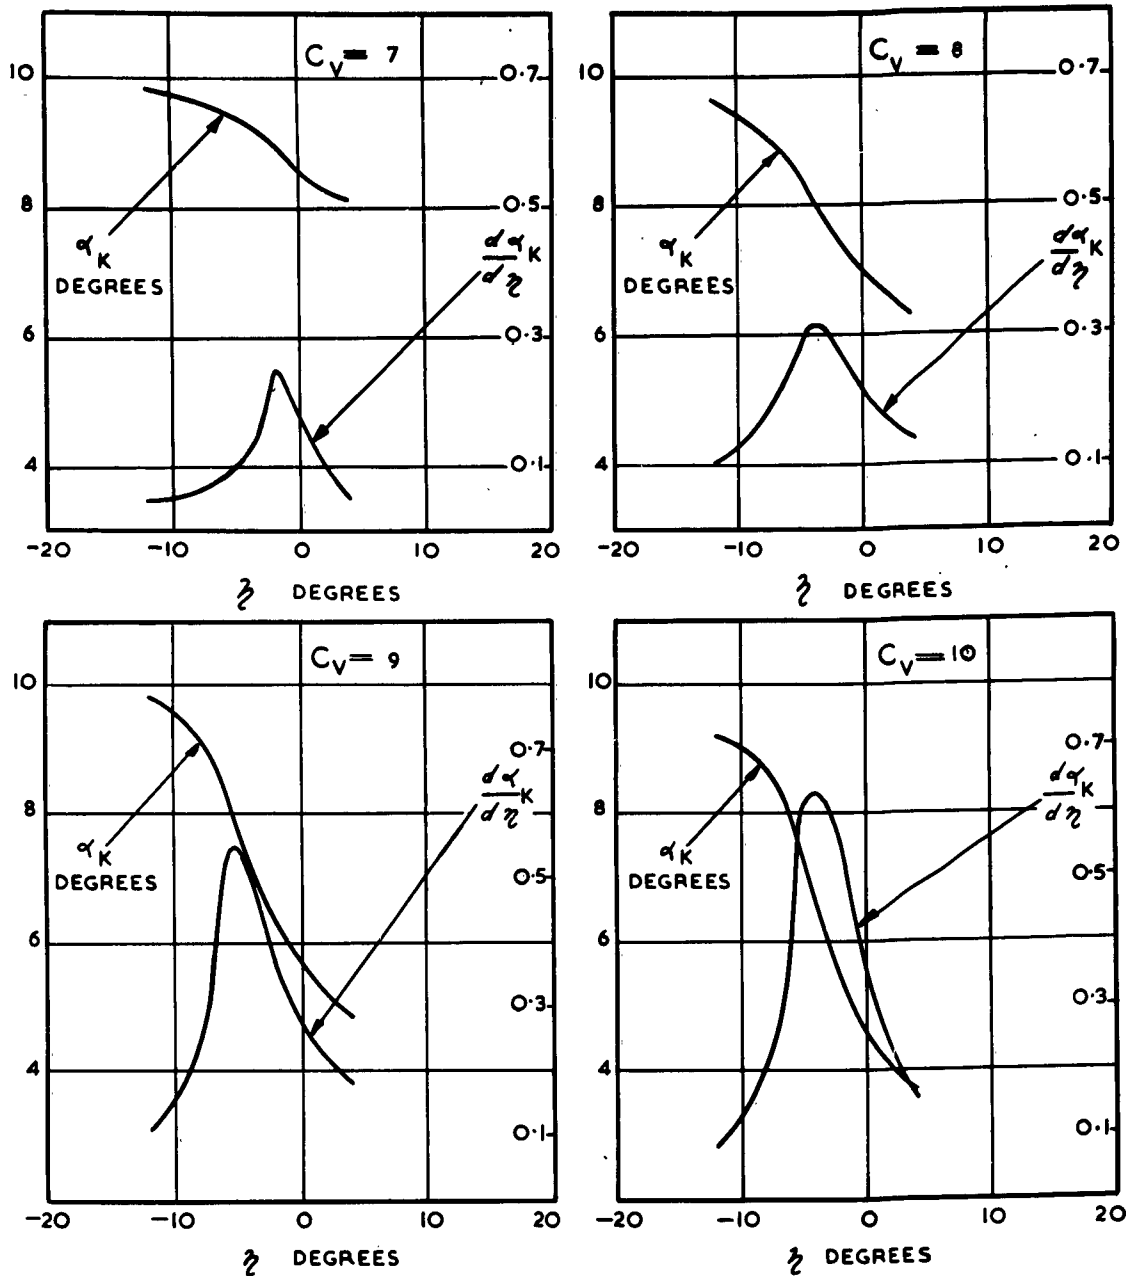 C_V = 7
10
0.7
8
0.5
α_K
DEGREES
dα_K
dη
6
0.3
4
0.1
-20 -10 0 10 20
η DEGREES
C_V = 8
10
0.7
8
0.5
α_K
DEGREES
dα_K
dη
6
0.3
4
0.1
-20 -10 0 10 20
η DEGREES
C_V = 9
10
0.7
8
dα_K
dη
α_K
DEGREES
0.5
6
0.3
4
0.1
-20 -10 0 10 20
η DEGREES
C_V = 10
10
0.7
8
dα_K
dη
α_K
DEGREES
0.5
6
0.3
4
0.1
-20 -10 0 10 20
η DEGREES